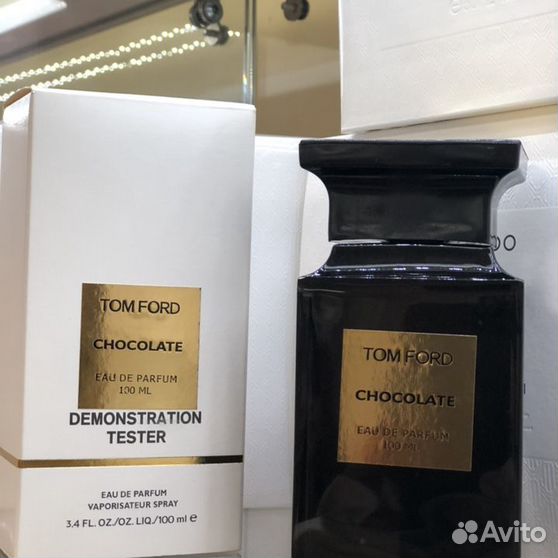 TOM FORD
CHOCOLATE
EAU DE PARFUM
100 ML
DEMONSTRATION
TESTER
EAU DE PARFUM
VAPORISATEUR SPRAY
3.4 FL. OZ./OZ. LIQ./100 ml e
TOM FORD
CHOCOLATE
EAU DE PARFUM
100 ML
Avito